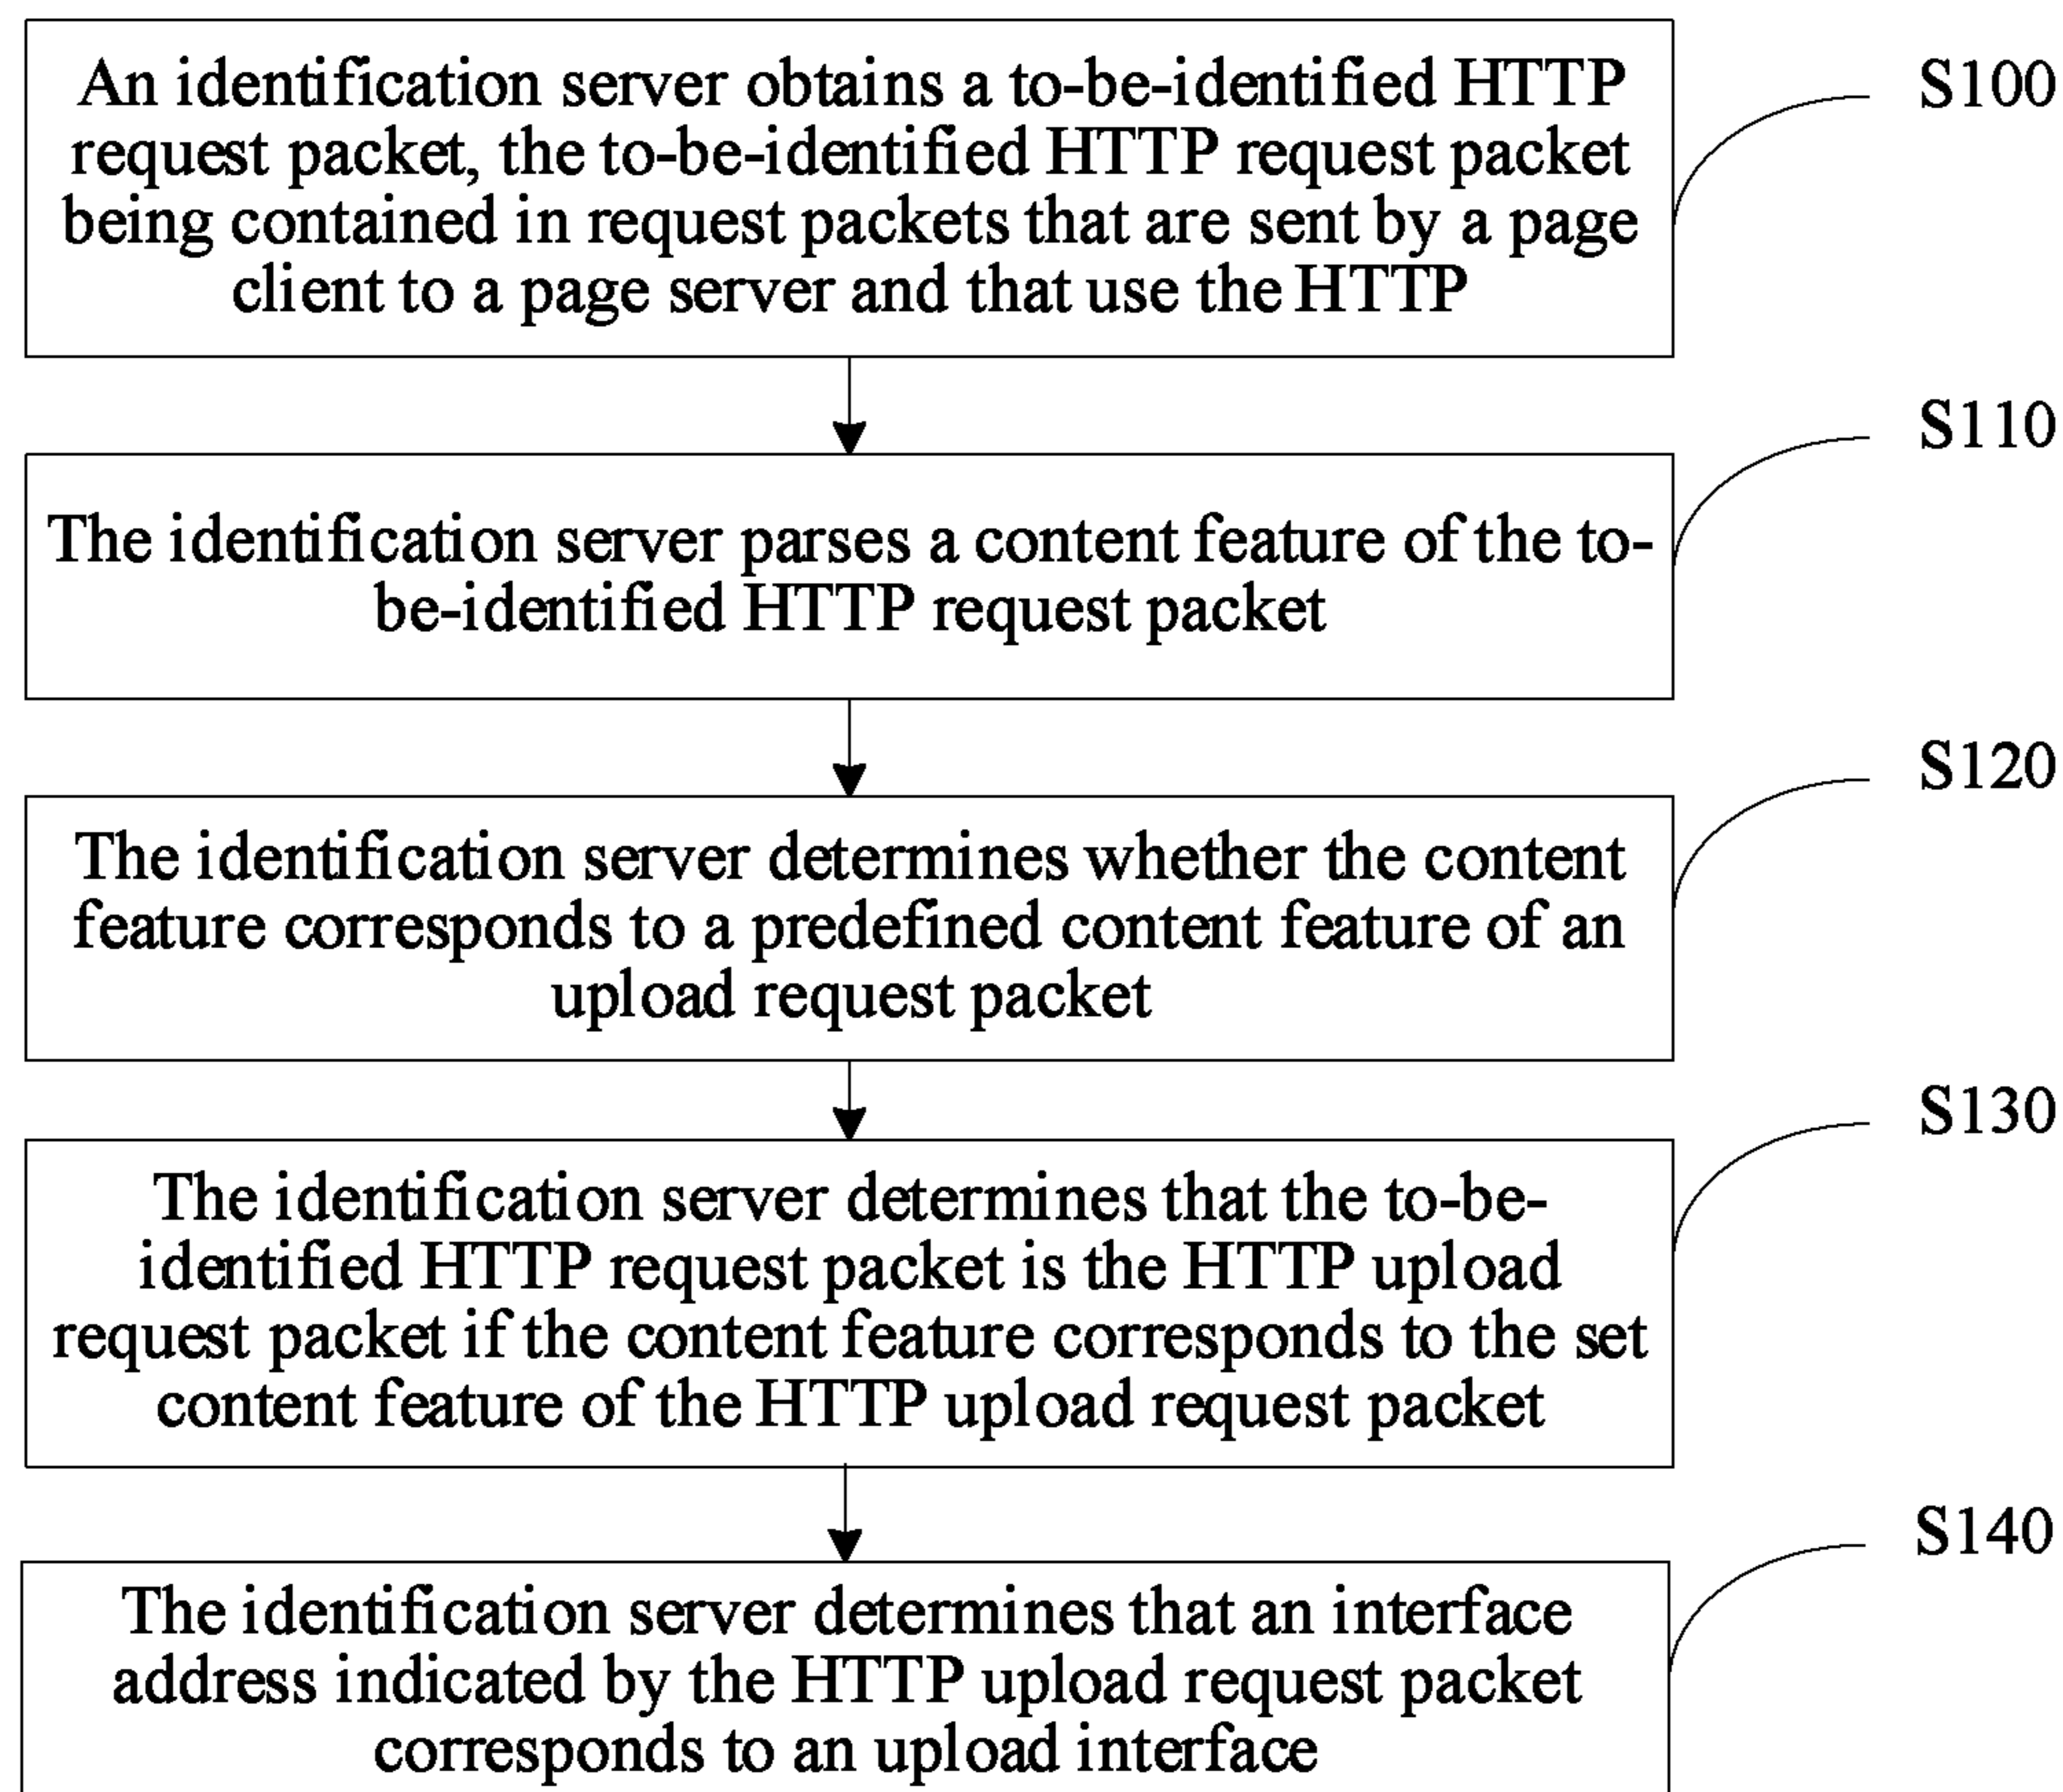 An identification server obtains a to-be-identified HTTP
request packet, the to-be-identified HTTP request packet
being contained in request packets that are sent by a page
client to a page server and that use the HTTP
S100
The identification server parses a content feature of the to-
be-identified HTTP request packet
S110
The identification server determines whether the content
feature corresponds to a predefined content feature of an
upload request packet
S120
The identification server determines that the to-be-
identified HTTP request packet is the HTTP upload
request packet if the content feature corresponds to the set
content feature of the HTTP upload request packet
S130
The identification server determines that an interface
address indicated by the HTTP upload request packet
corresponds to an upload interface
S140